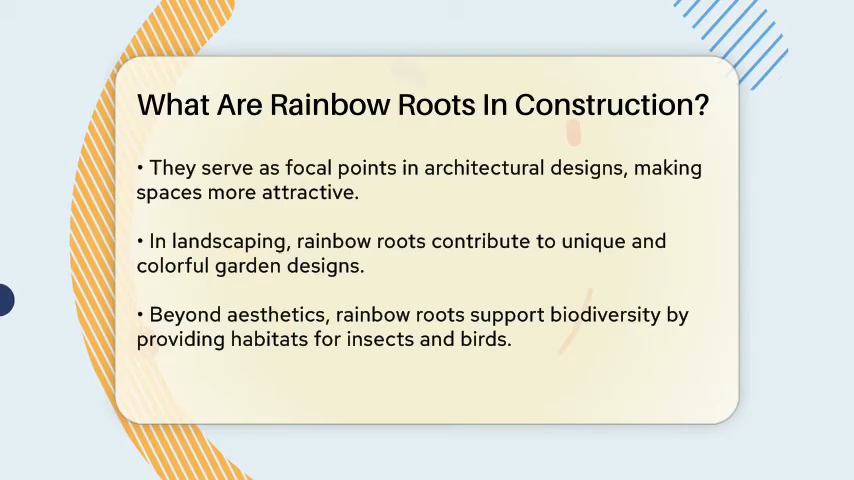 What Are Rainbow Roots In Construction?
• They serve as focal points in architectural designs, making
spaces more attractive.
• In landscaping, rainbow roots contribute to unique and
colorful garden designs.
• Beyond aesthetics, rainbow roots support biodiversity by
providing habitats for insects and birds.